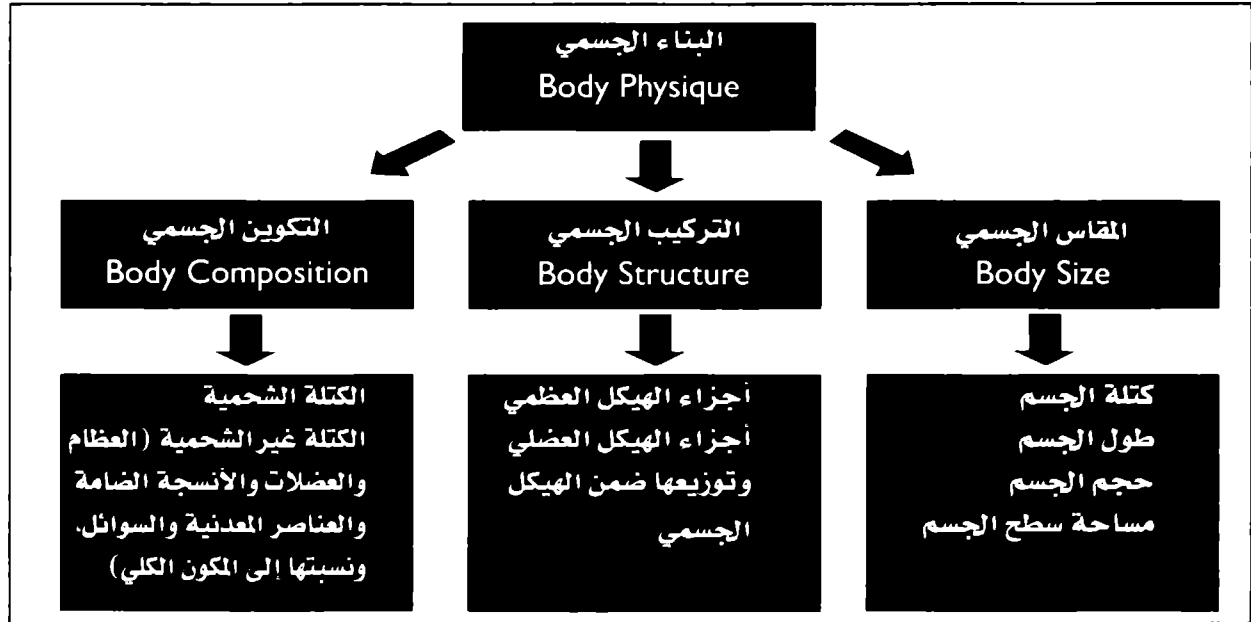 البناء الجسمي
Body Physique
المقاس الجسمي
Body Size
التركيب الجسمي
Body Structure
التكوين الجسمي
Body Composition
كتلة الجسم
طول الجسم
حجم الجسم
مساحة سطح الجسم
أجزاء الهيكل العظمي
أجزاء الهيكل العضلي
وتوزيعها ضمن الهيكل
الجسمي
الكتلة الشحمية
الكتلة غير الشحمية (العظام
والعضلات والأنسجة الضامة
والعناصر المعدنية والسوائل.
ونسبتها إلى المكون الكلي)